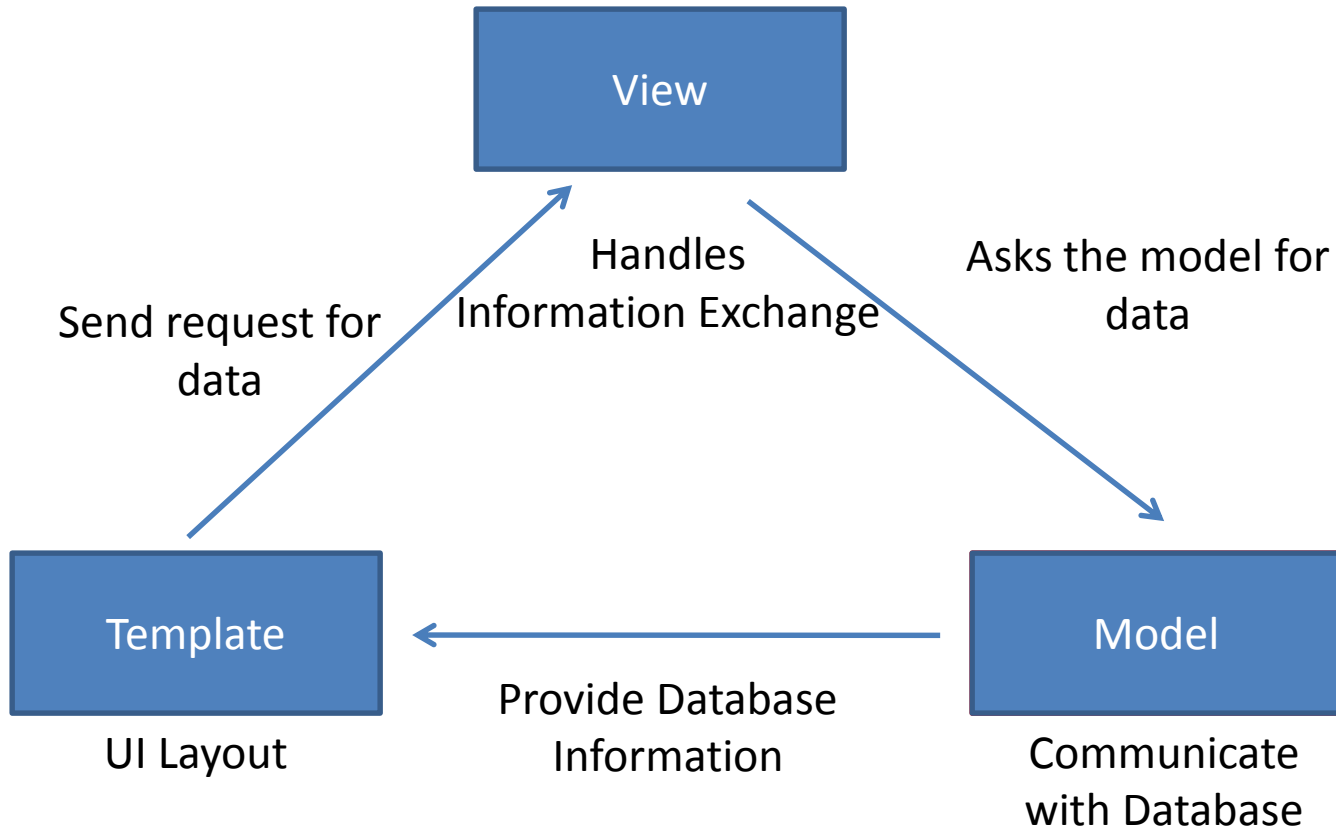 View
Handles
Information Exchange
Asks the model for
data
Send request for
data
Template
Model
Provide Database
Information
UI Layout
Communicate
with Database